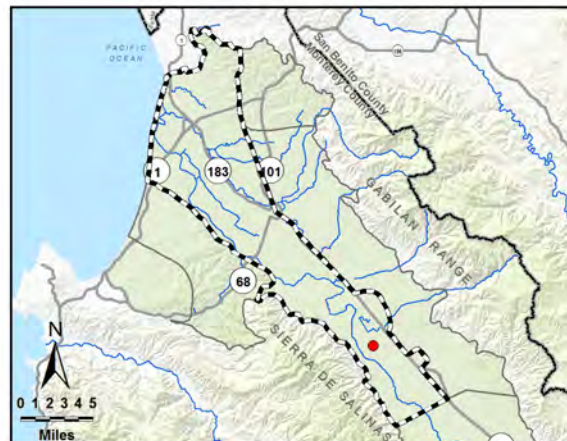 PACIFIC
OCEAN
1
San Benito County
Monterey County
183
101
1
GABILAN RANGE
68
SIERRA DE SALINAS
N
0 1 2 3 4 5
Miles